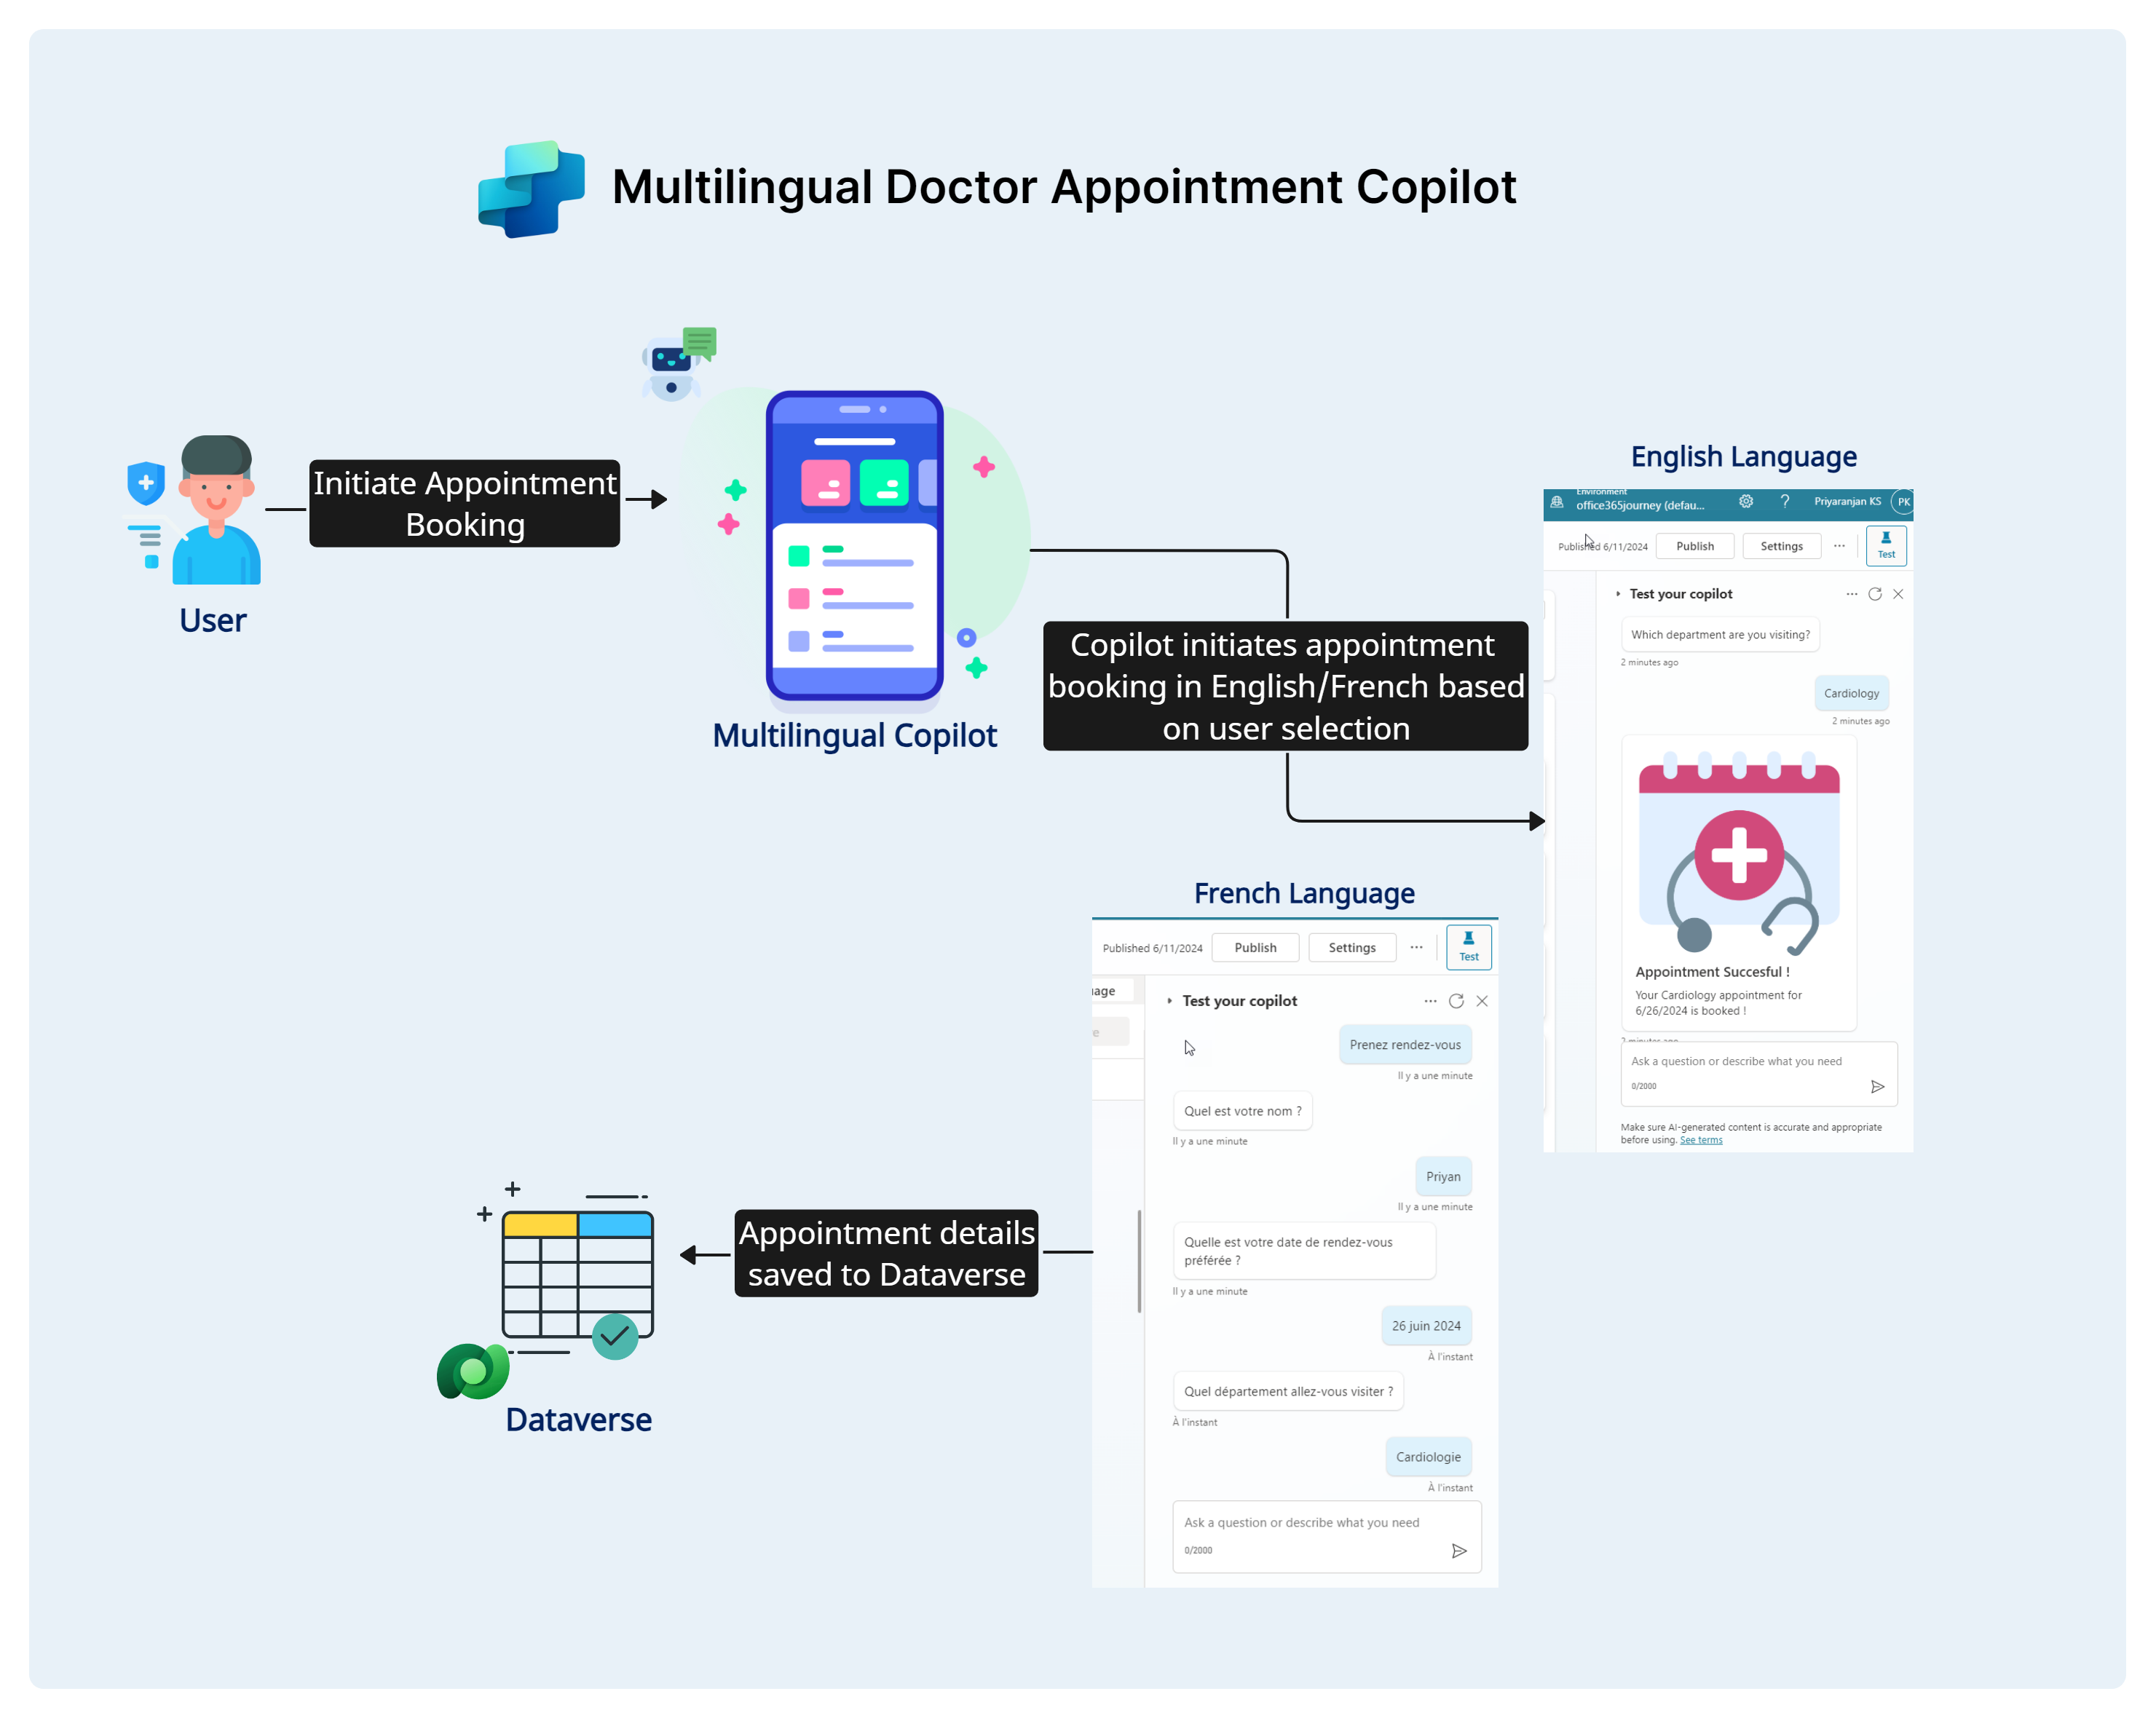 Multilingual Doctor Appointment Copilot
Initiate Appointment
Booking
User
Multilingual Copilot
Copilot initiates appointment
booking in English/French based
on user selection
English Language
Environment
office365journey (defau...
?
Priyaranjan KS
PK
Published 6/11/2024
Publish
Settings
...
Test
Test your copilot
...
Which department are you visiting?
2 minutes ago
Cardiology
2 minutes ago
Appointment Succesful !
Your Cardiology appointment for
6/26/2024 is booked !
2 minutes ago
Ask a question or describe what you need
0/2000
Make sure AI-generated content is accurate and appropriate
before using. See terms
French Language
Published 6/11/2024
Publish
Settings
...
Test
Test your copilot
...
Prenez rendez-vous
Il y a une minute
Quel est votre nom ?
Il y a une minute
Priyan
Il y a une minute
Quelle est votre date de rendez-vous
préférée ?
Il y a une minute
26 juin 2024
À l'instant
Quel département allez-vous visiter ?
À l'instant
Cardiologie
À l'instant
Ask a question or describe what you need
0/2000
Appointment details
saved to Dataverse
Dataverse